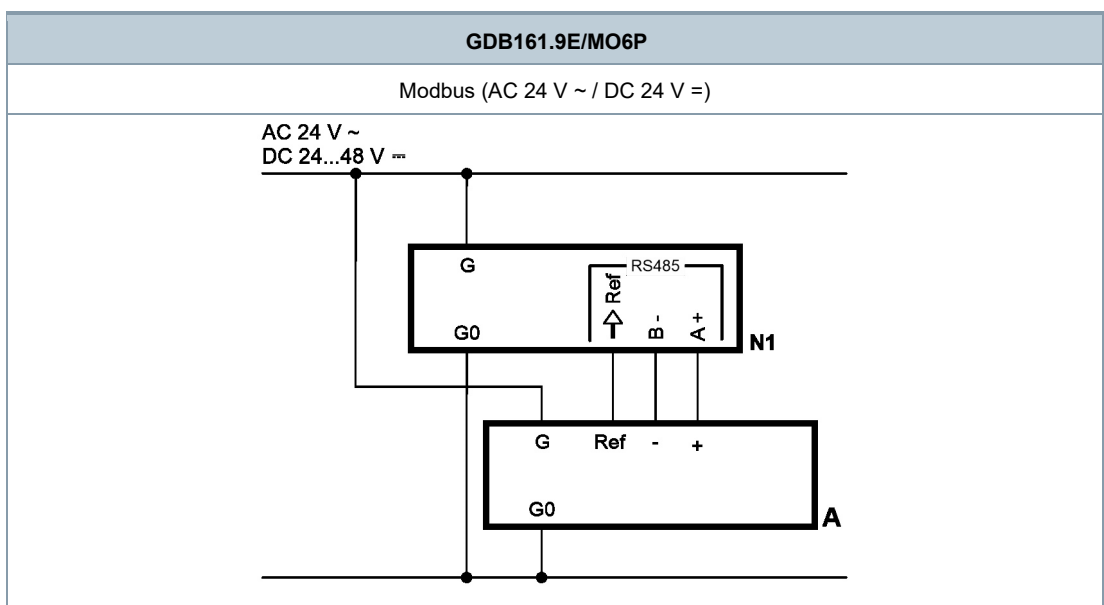 GDB161.9E/MO6P
Modbus (AC 24 V ~ / DC 24 V =)
AC 24 V ~
DC 24...48 V ⎓
G
RS485
Ref
G0
B -
A +
N1
G
Ref
-
+
G0
A